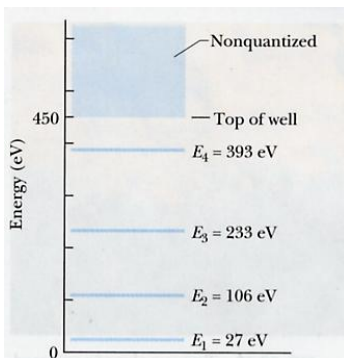 Nonquantized
450
Top of well
E₄ = 393 eV
Energy (eV)
E₃ = 233 eV
E₂ = 106 eV
E₁ = 27 eV
0